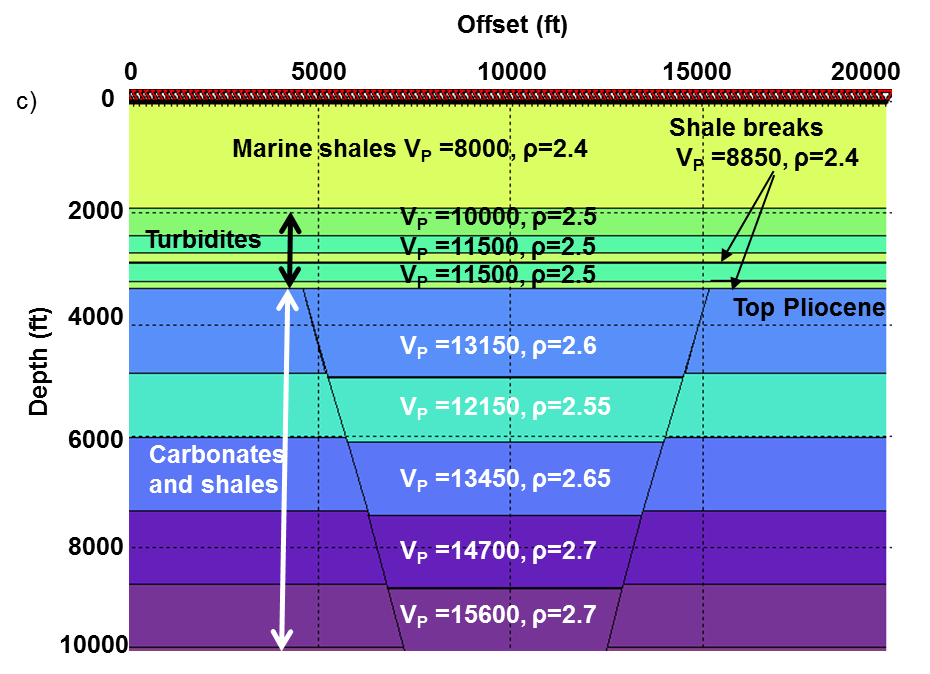 Offset (ft)
0 5000 10000 15000 20000
c)
0
Shale breaks
V_P =8850, ρ=2.4
Marine shales V_P =8000, ρ=2.4
2000
V_P =10000, ρ=2.5
Turbidites
V_P =11500, ρ=2.5
V_P =11500, ρ=2.5
Top Pliocene
4000
V_P =13150, ρ=2.6
Depth (ft)
V_P =12150, ρ=2.55
6000
Carbonates
and shales
V_P =13450, ρ=2.65
8000
V_P =14700, ρ=2.7
V_P =15600, ρ=2.7
10000